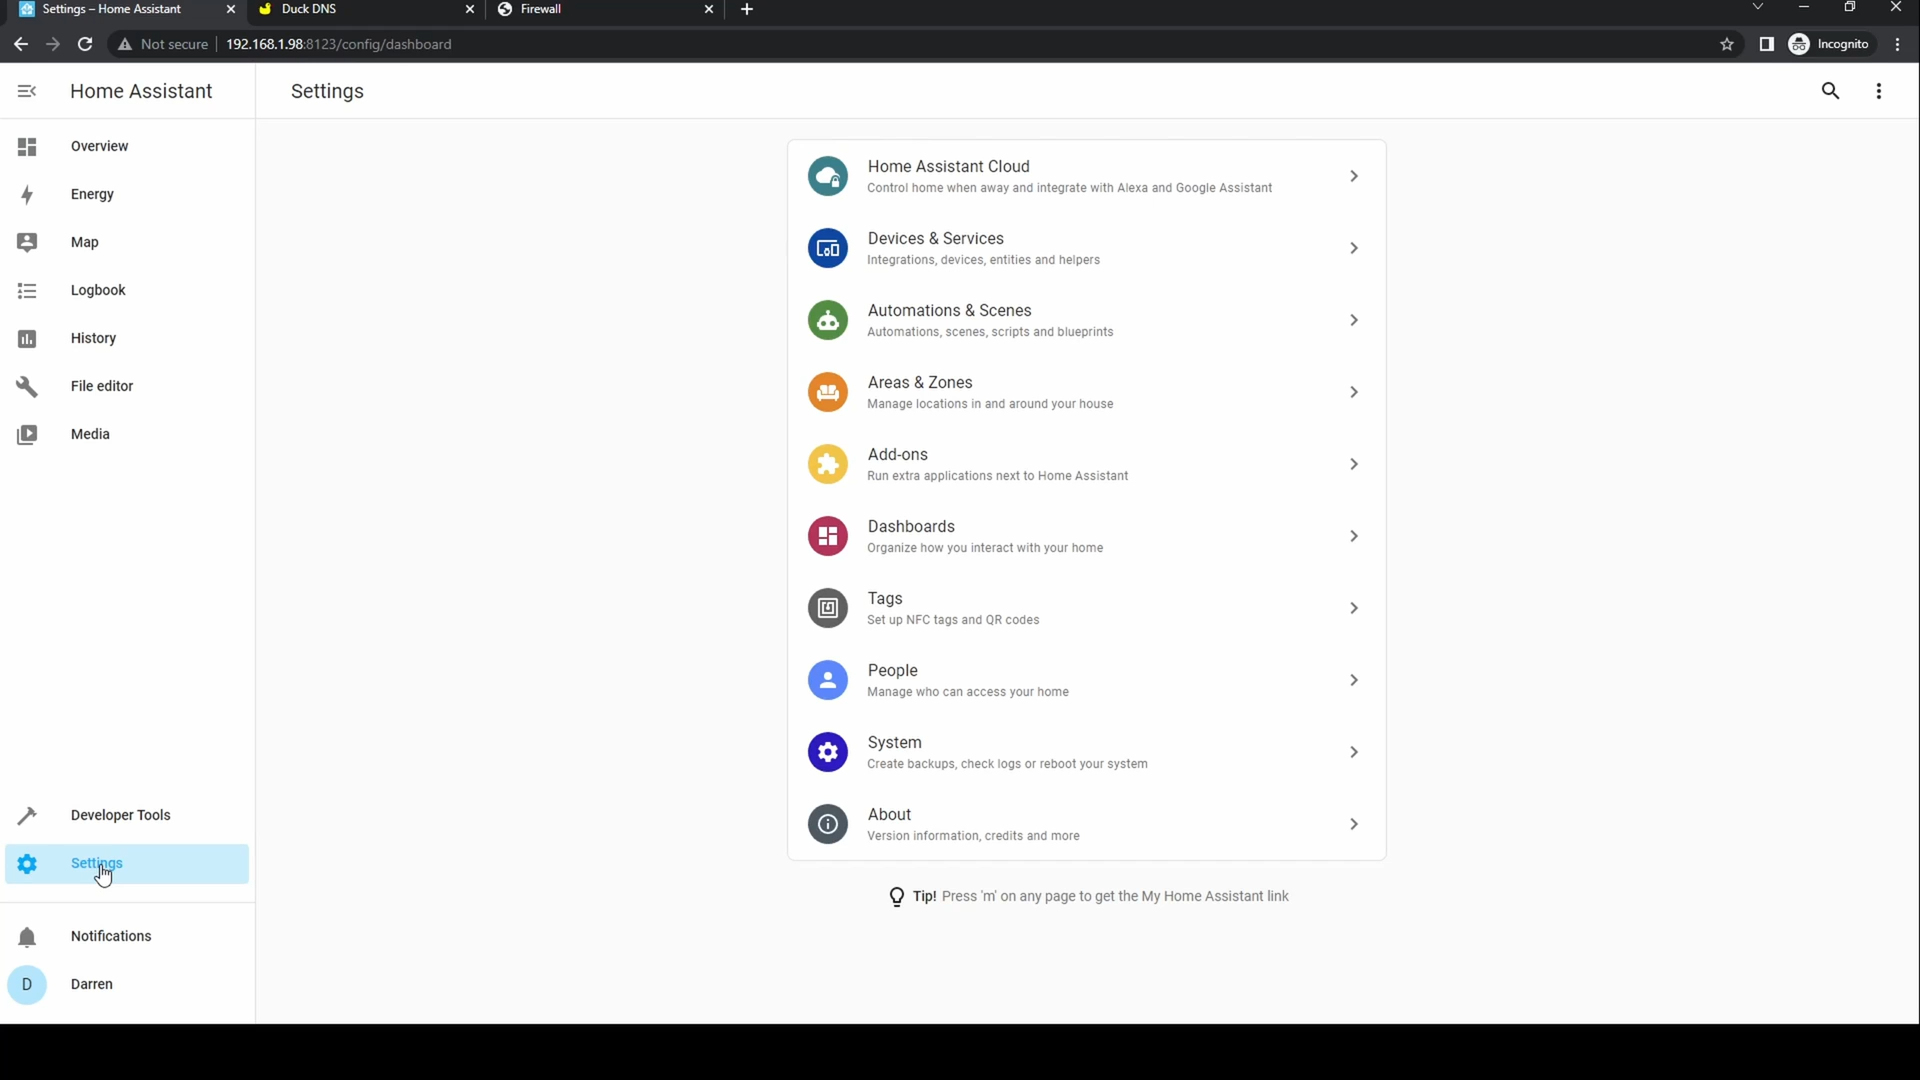 Settings – Home Assistant
Duck DNS
Firewall
Not secure
192.168.1.98:8123/config/dashboard
Incognito
Home Assistant
Settings
Overview
Energy
Map
Logbook
History
File editor
Media
Developer Tools
Settings
Notifications
D
Darren
Home Assistant Cloud
Control home when away and integrate with Alexa and Google Assistant
Devices & Services
Integrations, devices, entities and helpers
Automations & Scenes
Automations, scenes, scripts and blueprints
Areas & Zones
Manage locations in and around your house
Add-ons
Run extra applications next to Home Assistant
Dashboards
Organize how you interact with your home
Tags
Set up NFC tags and QR codes
People
Manage who can access your home
System
Create backups, check logs or reboot your system
About
Version information, credits and more
Tip! Press 'm' on any page to get the My Home Assistant link